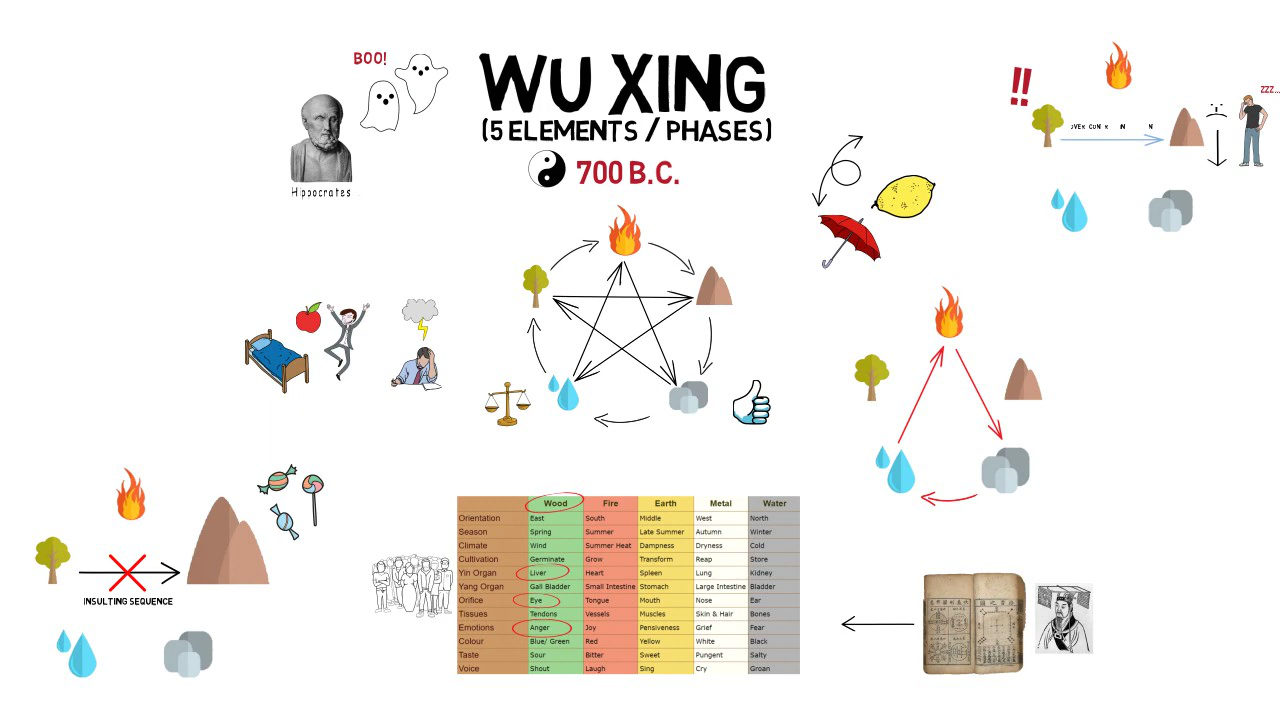 BOO!
WU XING
(5 ELEMENTS / PHASES)
700 B.C.
Hippocrates
!!
ZZZ...
INSULTING SEQUENCE
Wood Fire Earth Metal Water
Orientation East South Middle West North
Season Spring Summer Late Summer Autumn Winter
Climate Wind Summer Heat Dampness Dryness Cold
Cultivation Germinate Grow Transform Reap Store
Yin Organ Liver Heart Spleen Lung Kidney
Yang Organ Gall Bladder Small Intestine Stomach Large Intestine Bladder
Orifice Eye Tongue Mouth Nose Ear
Tissues Tendons Vessels Muscles Skin & Hair Bones
Emotions Anger Joy Pensiveness Grief Fear
Colour Blue/ Green Red Yellow White Black
Taste Sour Bitter Sweet Pungent Salty
Voice Shout Laugh Sing Cry Groan